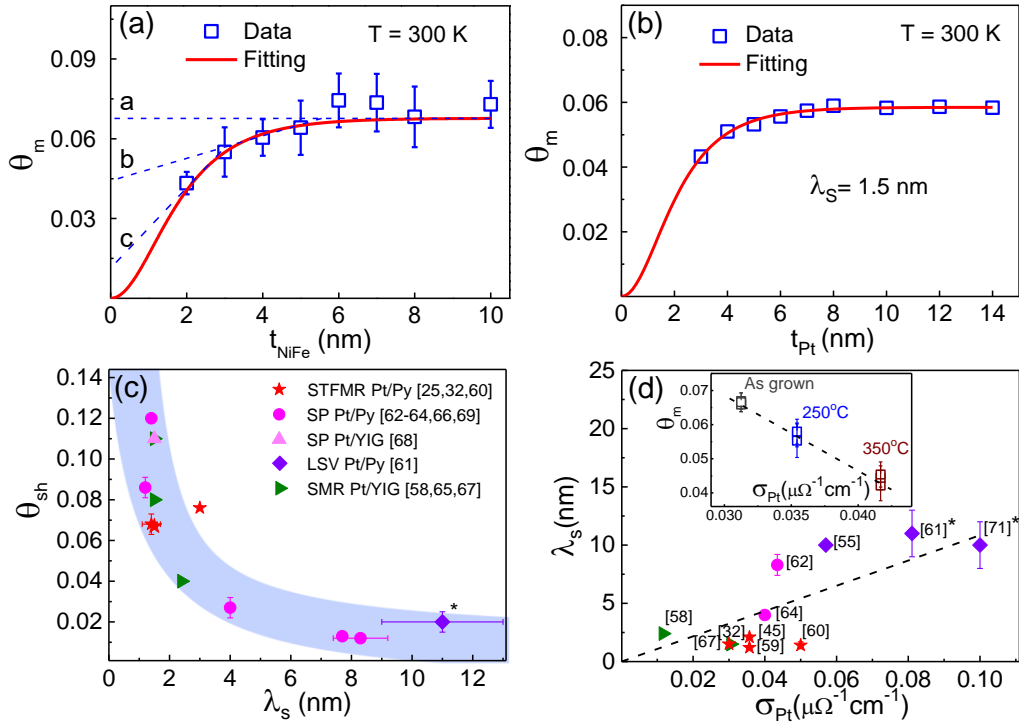 (a)
Data
Fitting
T = 300 K
a
b
c
0.09
0.06
0.03
θm
0 2 4 6 8 10
tNiFe (nm)
(b)
Data
Fitting
T = 300 K
λS= 1.5 nm
0.08
0.06
0.04
0.02
θm
0 2 4 6 8 10 12 14
tPt (nm)
(c)
STFMR Pt/Py [25,32,60]
SP Pt/Py [62-64,66,69]
SP Pt/YIG [68]
LSV Pt/Py [61]
SMR Pt/YIG [58,65,67]
*
0.14
0.12
0.10
0.08
0.06
0.04
0.02
0.00
θsh
0 2 4 6 8 10 12
λs (nm)
(d)
As grown
250°C
350°C
0.07
0.06
0.05
0.04
θm
σPt(μΩ-1cm-1)
0.030 0.035 0.040
[61]*
[71]*
[55]
[62]
[64]
[58]
[67]
[32]
[45]
[59]
[60]
25
20
15
10
5
0
λs(nm)
0.02 0.04 0.06 0.08 0.10
σPt(μΩ-1cm-1)